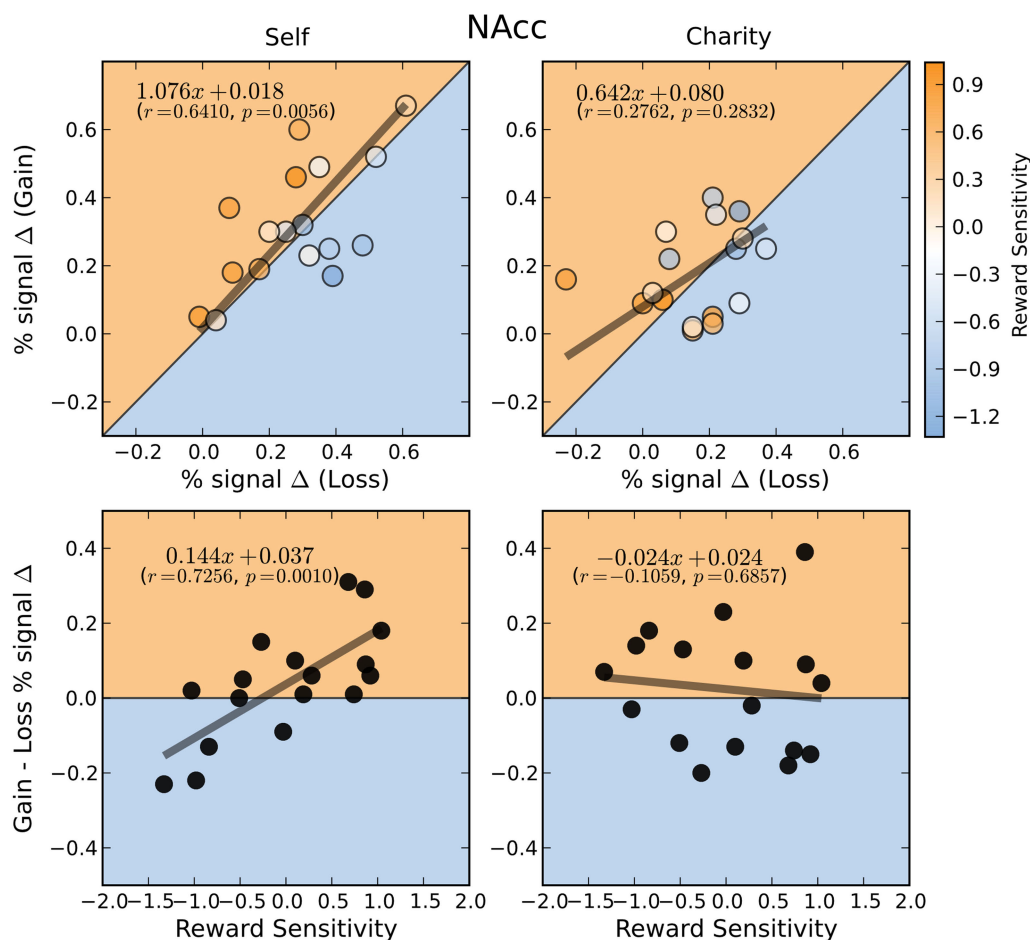 NAcc
Self
Charity
1.076x+0.018
(r=0.6410, p=0.0056)
0.642x+0.080
(r=0.2762, p=0.2832)
% signal Δ (Gain)
0.6
0.4
0.2
0.0
−0.2
−0.2 0.0 0.2 0.4 0.6
% signal Δ (Loss)
0.6
0.4
0.2
0.0
−0.2
−0.2 0.0 0.2 0.4 0.6
% signal Δ (Loss)
0.9
0.6
0.3
0.0
−0.3
−0.6
−0.9
−1.2
Reward Sensitivity
0.144x+0.037
(r=0.7256, p=0.0010)
−0.024x+0.024
(r=−0.1059, p=0.6857)
Gain - Loss % signal Δ
0.4
0.2
0.0
−0.2
−0.4
−2.0 −1.5 −1.0 −0.5 0.0 0.5 1.0 1.5 2.0
Reward Sensitivity
0.4
0.2
0.0
−0.2
−0.4
−2.0 −1.5 −1.0 −0.5 0.0 0.5 1.0 1.5 2.0
Reward Sensitivity